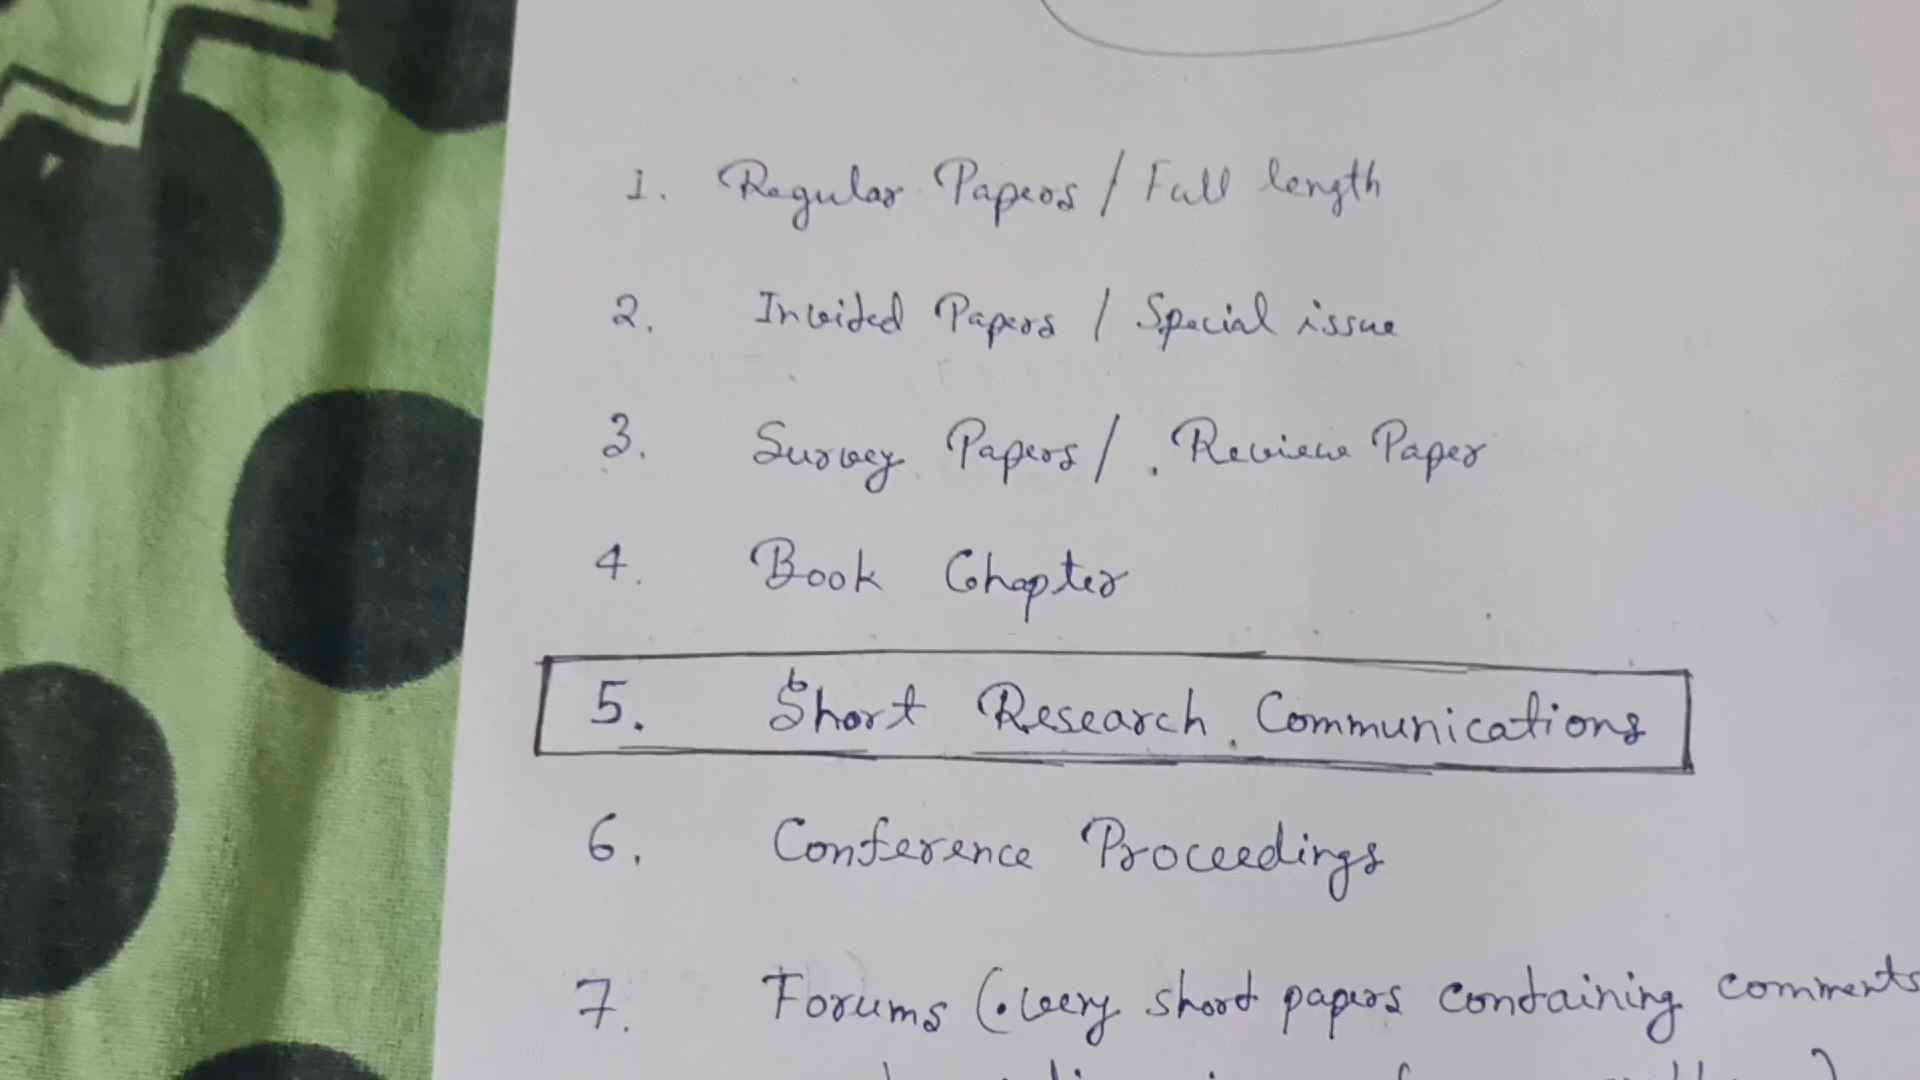 1. Regular Papers / Full length
2. Invited Papers / Special issue
3. Survey Papers / Review Paper
4. Book Chapter
5. Short Research Communications
6. Conference Proceedings
7. Forums (very short papers containing comments